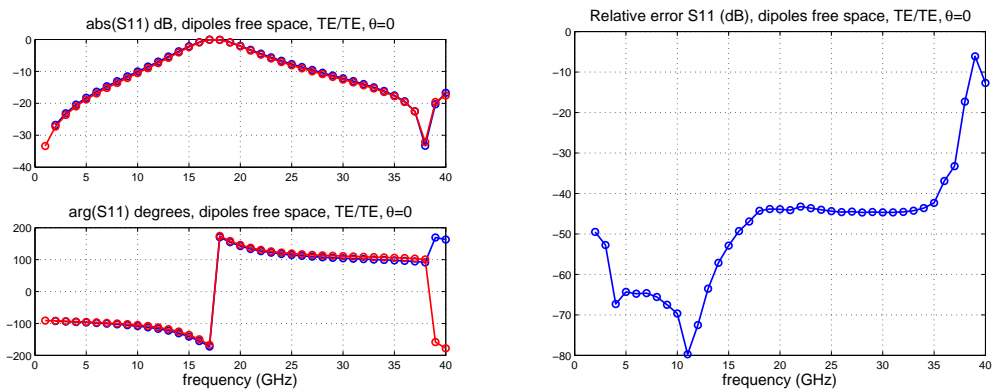 abs(S11) dB, dipoles free space, TE/TE, θ=0
0
−10
−20
−30
−40
0 5 10 15 20 25 30 35 40
arg(S11) degrees, dipoles free space, TE/TE, θ=0
200
100
0
−100
−200
0 5 10 15 20 25 30 35 40
frequency (GHz)
Relative error S11 (dB), dipoles free space, TE/TE, θ=0
0
−10
−20
−30
−40
−50
−60
−70
−80
0 5 10 15 20 25 30 35 40
frequency (GHz)